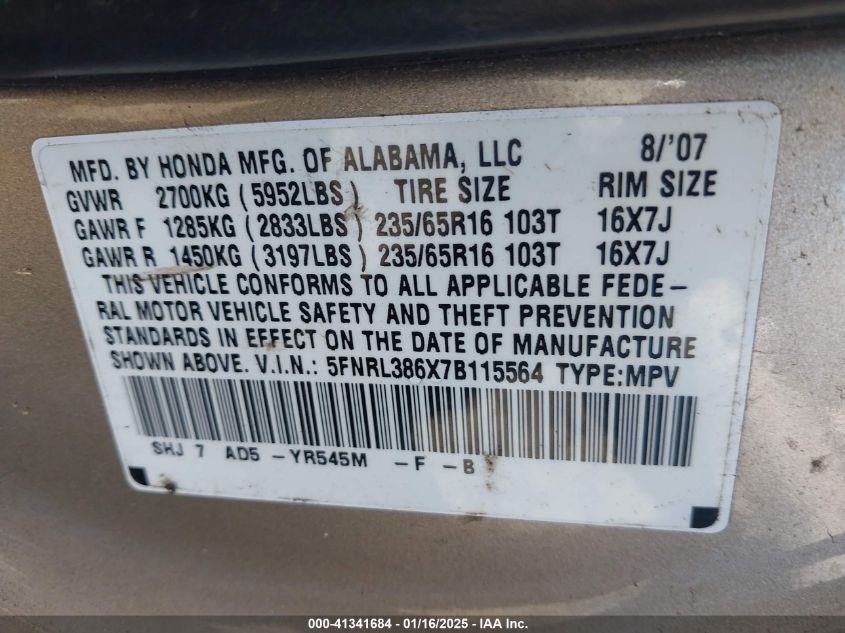 MFD. BY HONDA MFG. OF ALABAMA, LLC 8/'07
GVWR 2700KG (5952LBS) TIRE SIZE RIM SIZE
GAWR F 1285KG (2833LBS) 235/65R16 103T 16X7J
GAWR R 1450KG (3197LBS) 235/65R16 103T 16X7J
THIS VEHICLE CONFORMS TO ALL APPLICABLE FEDE-
RAL MOTOR VEHICLE SAFETY AND THEFT PREVENTION
STANDARDS IN EFFECT ON THE DATE OF MANUFACTURE
SHOWN ABOVE. V.I.N.: 5FNRL386X7B115564 TYPE:MPV
SHJ 7 AD5 -YR545M -F -B
000-41341684 - 01/16/2025 - IAAI.com